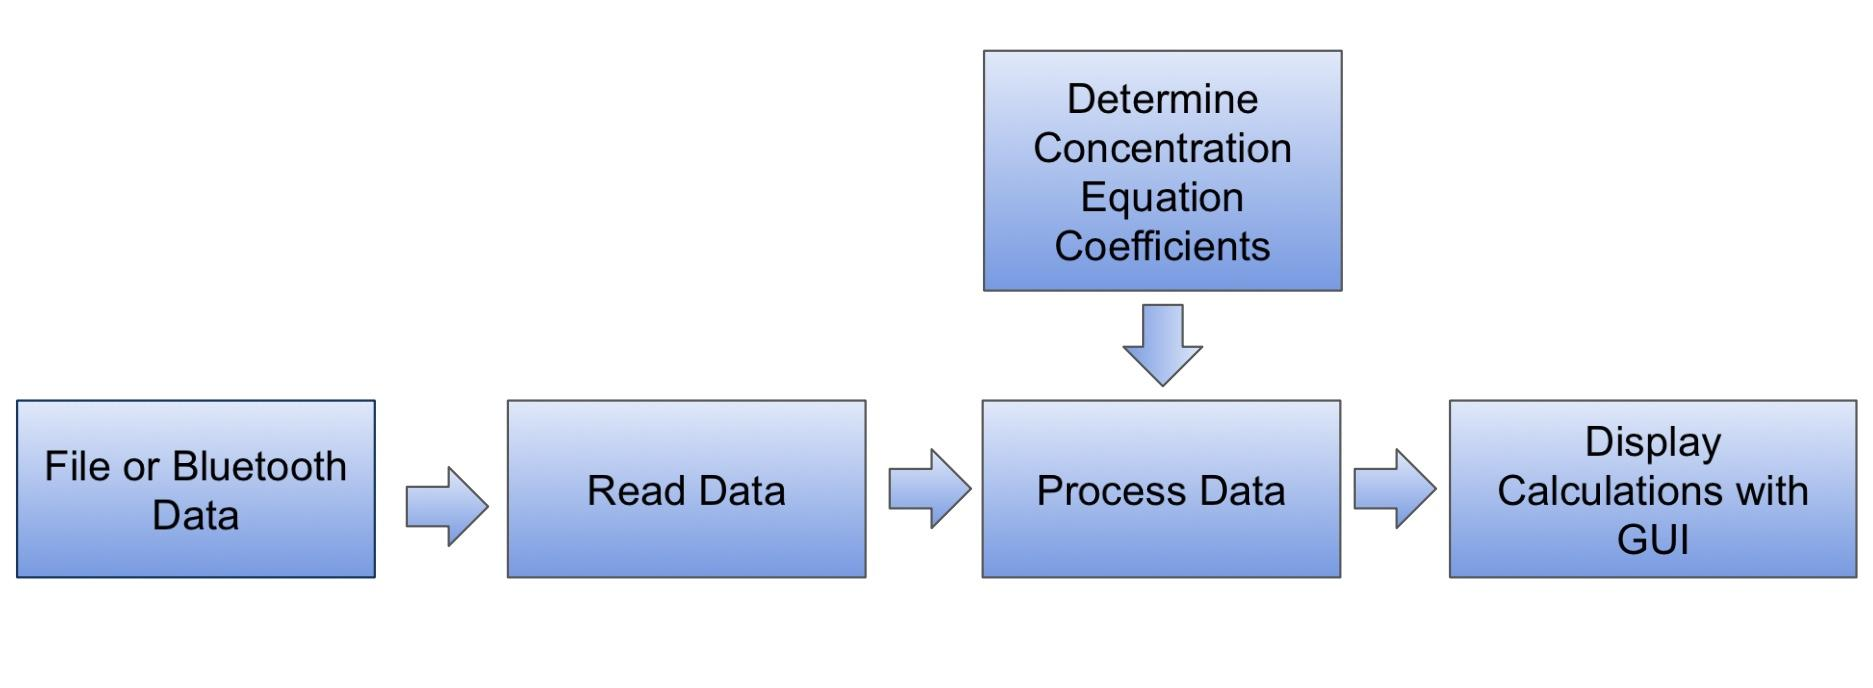 Determine
Concentration
Equation
Coefficients
File or Bluetooth
Data
Read Data
Process Data
Display
Calculations with
GUI